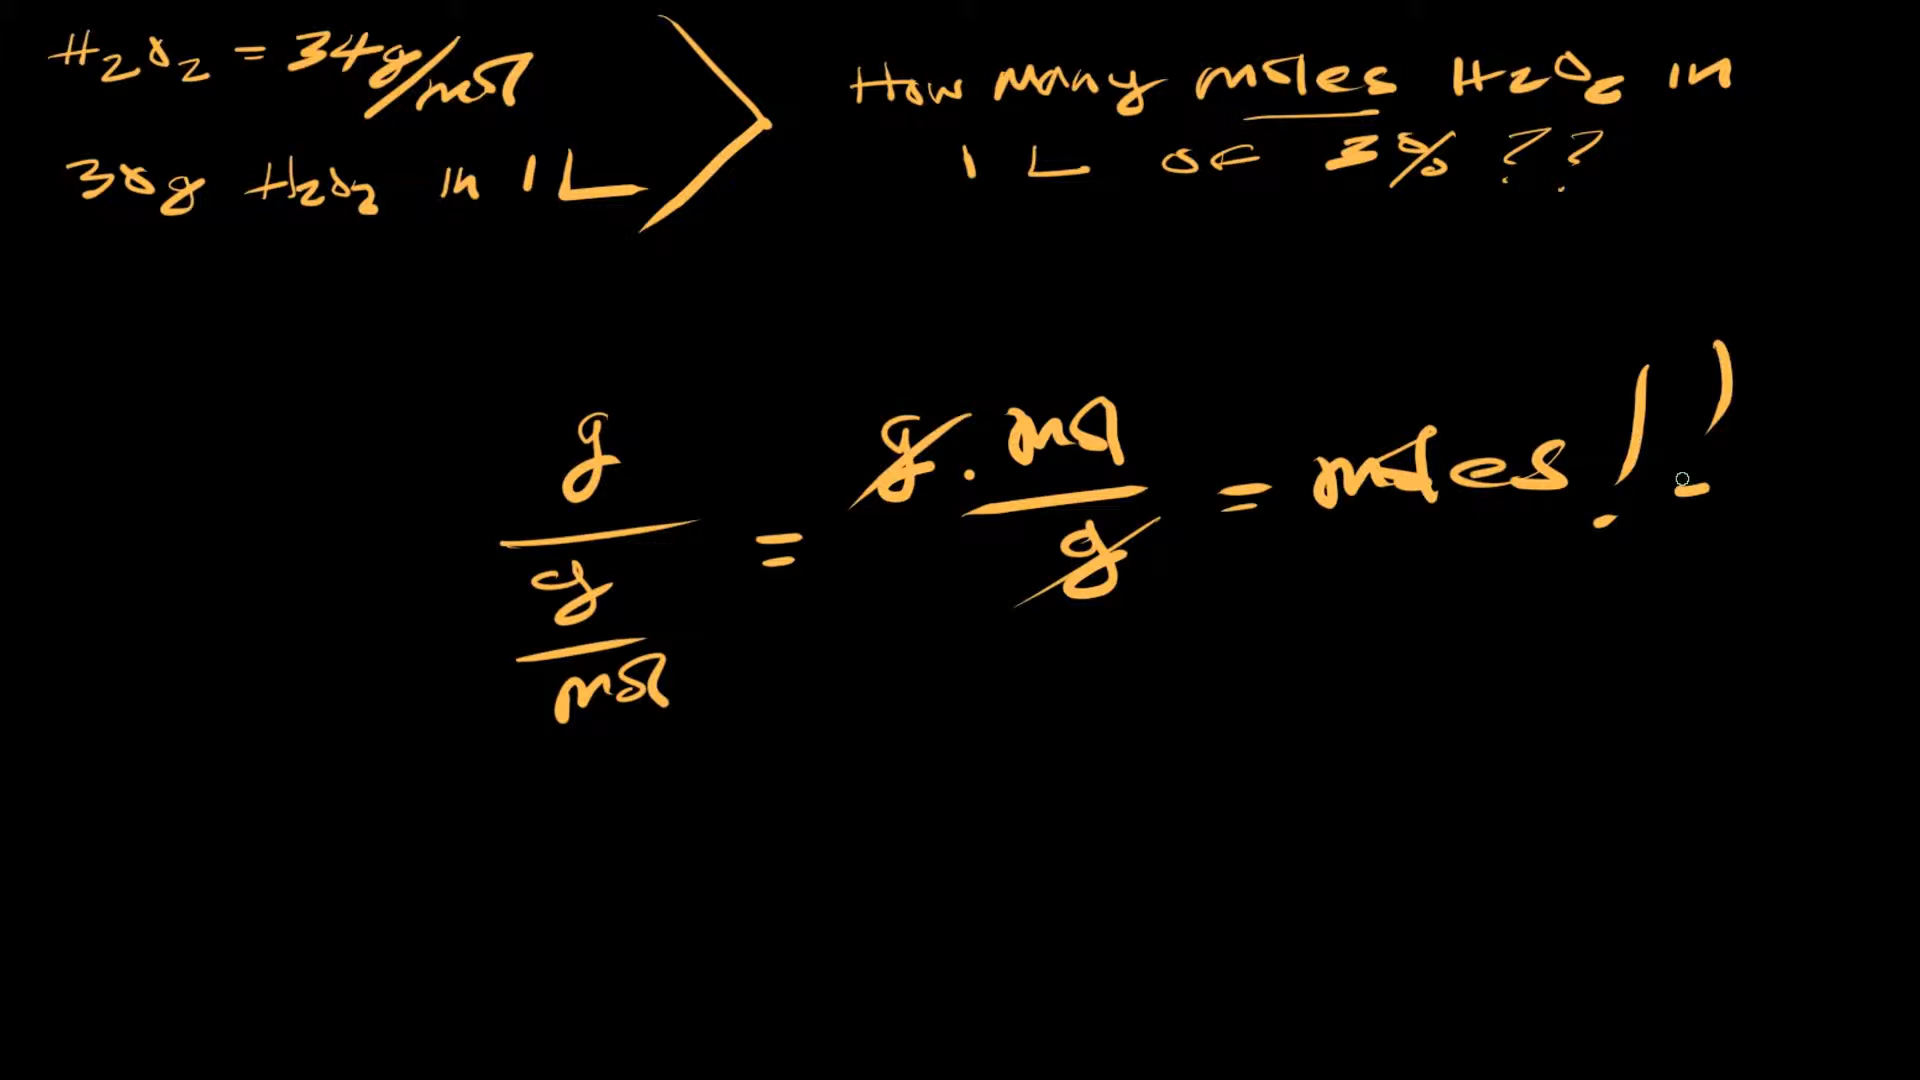 H₂O₂ = 34g/mol
30g H₂O₂ in 1L
How many moles H₂O₂ in
1 L of 3% ??
g / (g / mol) = g · mol / g = moles!!